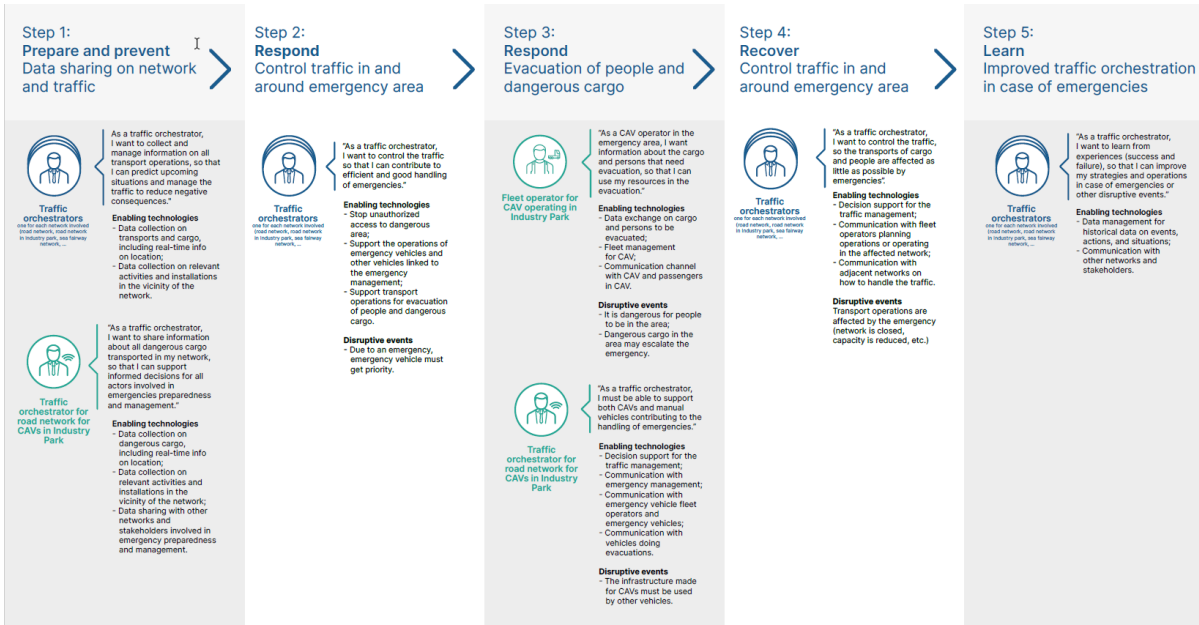 Step 1:
Prepare and prevent
Data sharing on network
and traffic
As a traffic orchestrator,
I want to collect and
manage information on all
transport operations, so that
I can predict upcoming
situations and manage the
traffic to reduce negative
consequences."
Traffic
orchestrators
one for each network involved
(road network, road network
in Industry park, sea fairway
network, ...
Enabling technologies
- Data collection on
transports and cargo,
including real-time info
on location;
- Data collection on relevant
activities and installations
in the vicinity of the
network.
"As a traffic orchestrator,
I want to share information
about all dangerous cargo
transported in my network,
so that I can support
informed decisions for all
actors involved in
emergencies preparedness
and management."
Traffic
orchestrator for
road network for
CAVs in Industry
Park
Enabling technologies
- Data collection on
dangerous cargo,
including real-time info
on location;
- Data collection on
relevant activities and
installations in the
vicinity of the network;
- Data sharing with other
networks and
stakeholders involved in
emergency preparedness
and management.
Step 2:
Respond
Control traffic in and
around emergency area
"As a traffic orchestrator,
I want to control the traffic
so that I can contribute to
efficient and good handling
of emergencies."
Traffic
orchestrators
one for each network involved
(road network, road network
in Industry park, sea fairway
network, ...
Enabling technologies
- Stop unauthorized
access to dangerous
area;
- Support the operations of
emergency vehicles and
other vehicles linked to
the emergency
management;
- Support transport
operations for evacuation
of people and dangerous
cargo.
Disruptive events
- Due to an emergency,
emergency vehicle must
get priority.
Step 3:
Respond
Evacuation of people and
dangerous cargo
"As a CAV operator in the
emergency area, I want
information about the cargo
and persons that need
evacuation, so that I can
use my resources in the
evacuation."
Fleet operator for
CAV operating in
Industry Park
Enabling technologies
- Data exchange on cargo
and persons to be
evacuated;
- Fleet management
for CAV;
- Communication channel
with CAV and passengers
in CAV.
Disruptive events
- It is dangerous for people
to be in the area;
- Dangerous cargo in the
area may escalate the
emergency.
"As a traffic orchestrator,
I must be able to support
both CAVs and manual
vehicles contributing to the
handling of emergencies."
Traffic
orchestrator for
road network for
CAVs in Industry
Park
Enabling technologies
- Decision support for the
traffic management;
- Communication with
emergency management;
- Communication with
emergency vehicle fleet
operators and
emergency vehicles;
- Communication with
vehicles doing
evacuations.
Disruptive events
- The infrastructure made
for CAVs must be used
by other vehicles.
Step 4:
Recover
Control traffic in and
around emergency area
"As a traffic orchestrator,
I want to control the traffic,
so the transports of cargo
and people are affected as
little as possible by
emergencies".
Traffic
orchestrators
one for each network involved
(road network, road network
in Industry park, sea fairway
network, ...
Enabling technologies
- Decision support for the
traffic management;
- Communication with fleet
operators planning
operations or operating
in the affected network;
- Communication with
adjacent networks on
how to handle the traffic.
Disruptive events
Transport operations are
affected by the emergency
(network is closed,
capacity is reduced, etc.)
Step 5:
Learn
Improved traffic orchestration
in case of emergencies
"As a traffic orchestrator,
I want to learn from
experiences (success and
failure), so that I can improve
my strategies and operations
in case of emergencies or
other disruptive events."
Traffic
orchestrators
one for each network involved
(road network, road network
in Industry park, sea fairway
network, ...
Enabling technologies
- Data management for
historical data on events,
actions, and situations;
- Communication with
other networks and
stakeholders.